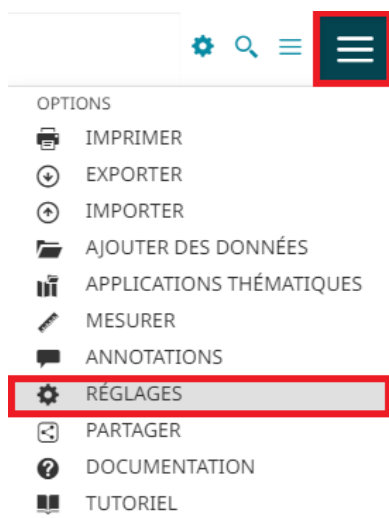 OPTIONS
IMPRIMER
EXPORTER
IMPORTER
AJOUTER DES DONNÉES
APPLICATIONS THÉMATIQUES
MESURER
ANNOTATIONS
RÉGLAGES
PARTAGER
DOCUMENTATION
TUTORIEL